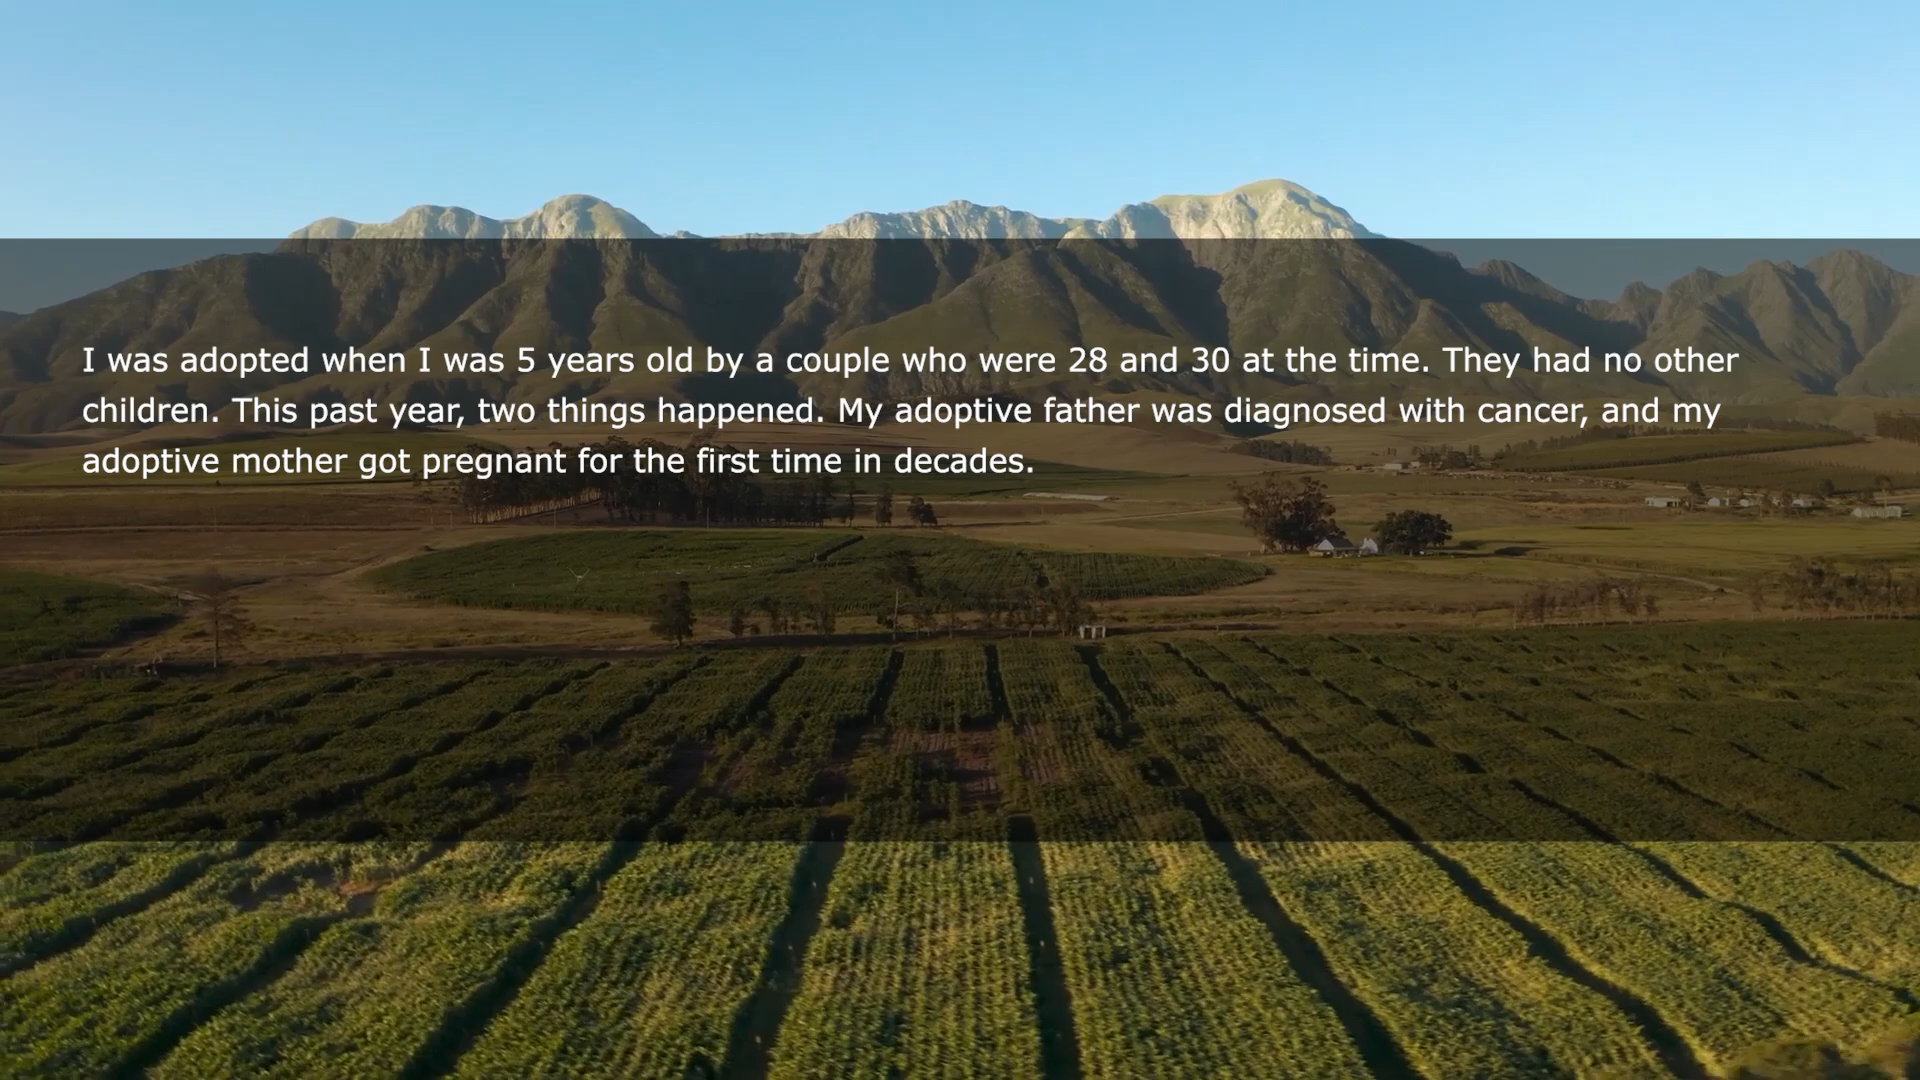 I was adopted when I was 5 years old by a couple who were 28 and 30 at the time. They had no other
children. This past year, two things happened. My adoptive father was diagnosed with cancer, and my
adoptive mother got pregnant for the first time in decades.